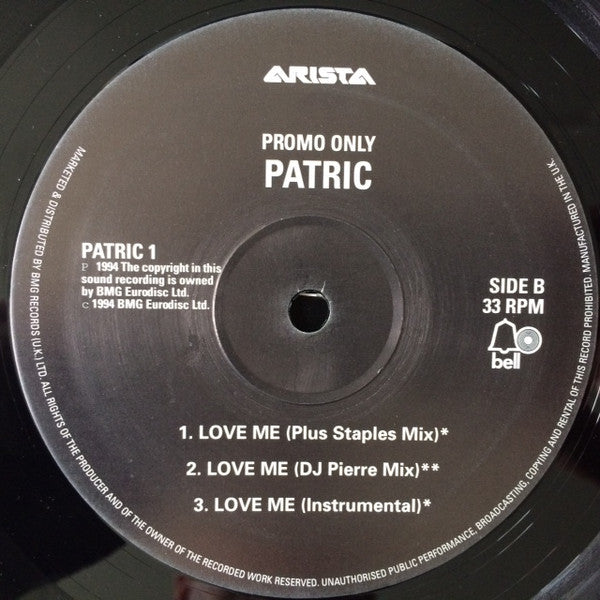 ARISTA
PROMO ONLY
PATRIC
PATRIC 1
P 1994 The copyright in this
sound recording is owned
by BMG Eurodisc Ltd.
C 1994 BMG Eurodisc Ltd.
SIDE B
33 RPM
bell
1. LOVE ME (Plus Staples Mix)*
2. LOVE ME (DJ Pierre Mix)**
3. LOVE ME (Instrumental)*
MARKETED & DISTRIBUTED BY BMG RECORDS (U.K.) LTD. ALL RIGHTS OF THE PRODUCER AND OF THE OWNER OF THE RECORDED WORK RESERVED. UNAUTHORISED PUBLIC PERFORMANCE, BROADCASTING, COPYING AND RENTAL OF THIS RECORD PROHIBITED. MANUFACTURED IN THE U.K.